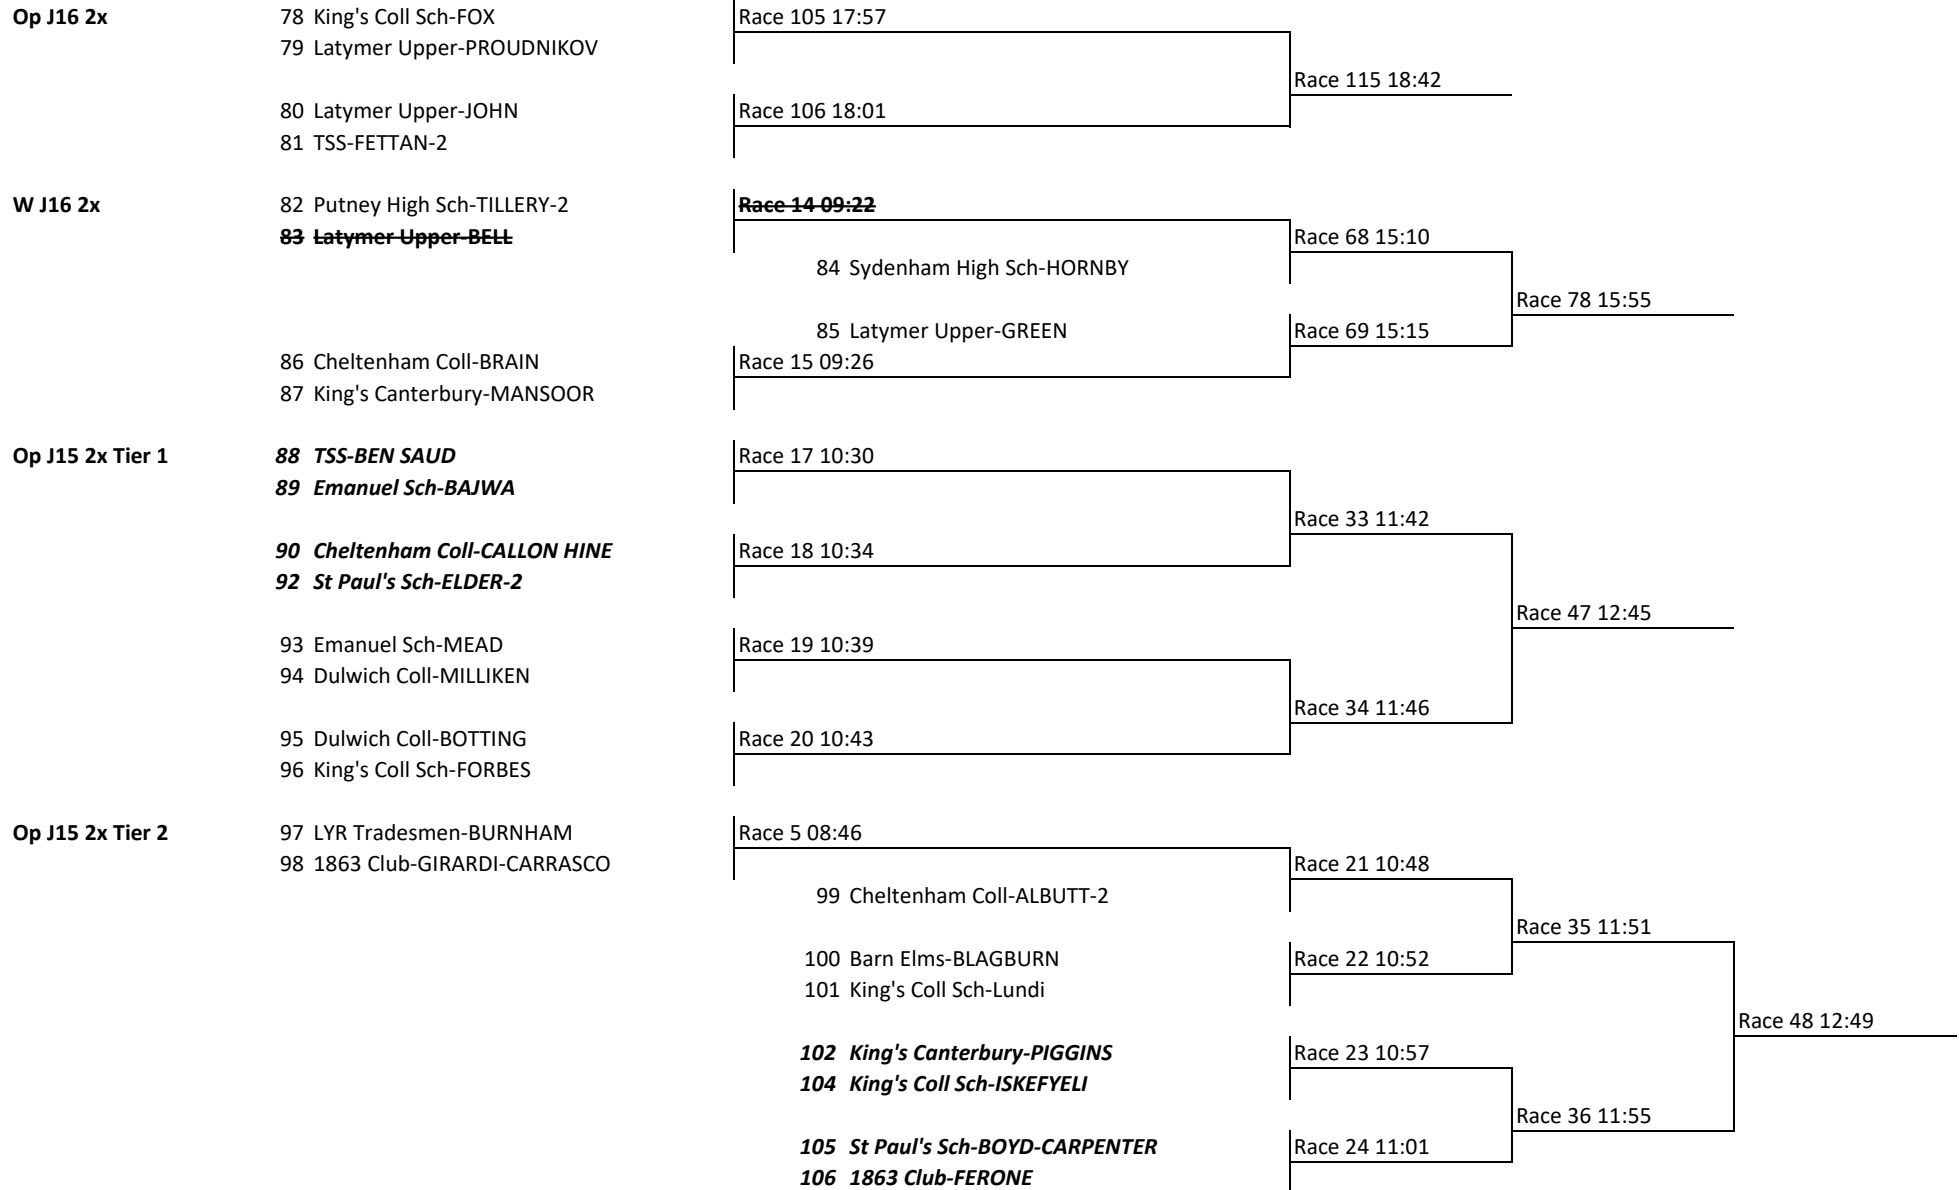 Op J16 2x 78 King's Coll Sch-FOX Race 105 17:57
79 Latymer Upper-PROUDNIKOV
Race 115 18:42
80 Latymer Upper-JOHN Race 106 18:01
81 TSS-FETTAN-2
W J16 2x 82 Putney High Sch-TILLERY-2 Race 14 09:22
83 Latymer Upper-BELL Race 68 15:10
84 Sydenham High Sch-HORNBY
Race 78 15:55
85 Latymer Upper-GREEN Race 69 15:15
86 Cheltenham Coll-BRAIN Race 15 09:26
87 King's Canterbury-MANSOOR
Op J15 2x Tier 1 88 TSS-BEN SAUD Race 17 10:30
89 Emanuel Sch-BAJWA
Race 33 11:42
90 Cheltenham Coll-CALLON HINE Race 18 10:34
92 St Paul's Sch-ELDER-2
Race 47 12:45
93 Emanuel Sch-MEAD Race 19 10:39
94 Dulwich Coll-MILLIKEN
Race 34 11:46
95 Dulwich Coll-BOTTING Race 20 10:43
96 King's Coll Sch-FORBES
Op J15 2x Tier 2 97 LYR Tradesmen-BURNHAM Race 5 08:46
98 1863 Club-GIRARDI-CARRASCO Race 21 10:48
99 Cheltenham Coll-ALBUTT-2
Race 35 11:51
100 Barn Elms-BLAGBURN Race 22 10:52
101 King's Coll Sch-Lundi
Race 48 12:49
102 King's Canterbury-PIGGINS Race 23 10:57
104 King's Coll Sch-ISKEFYELI
Race 36 11:55
105 St Paul's Sch-BOYD-CARPENTER Race 24 11:01
106 1863 Club-FERONE